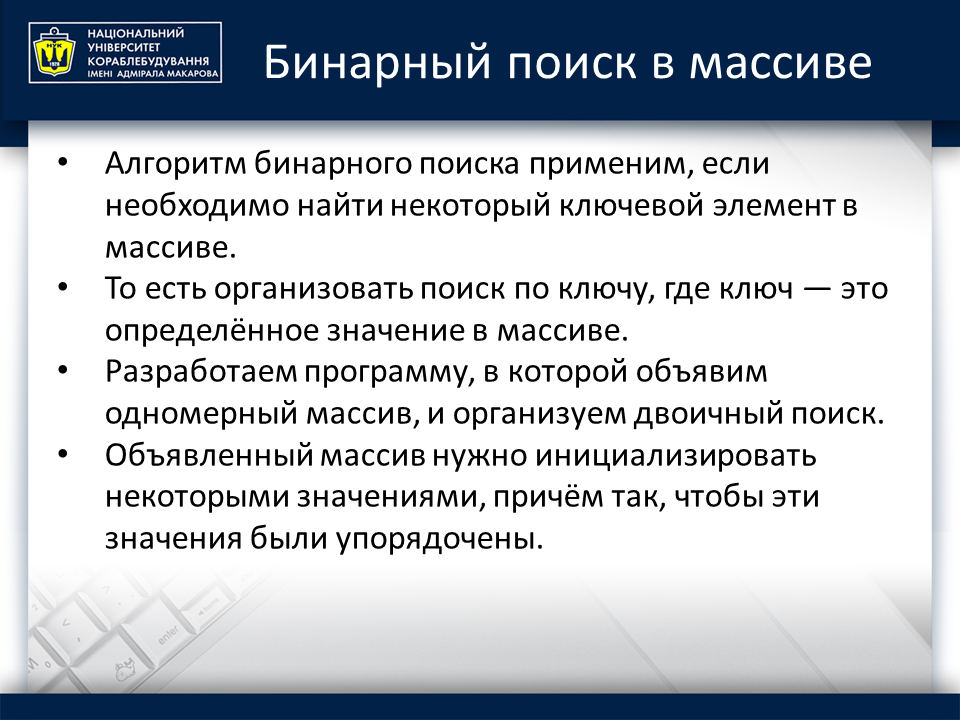 НАЦІОНАЛЬНИЙ
УНІВЕРСИТЕТ
КОРАБЛЕБУДУВАННЯ
ІМЕНІ АДМІРАЛА МАКАРОВА
НУК
1920
Бинарный поиск в массиве
• Алгоритм бинарного поиска применим, если
необходимо найти некоторый ключевой элемент в
массиве.
• То есть организовать поиск по ключу, где ключ — это
определённое значение в массиве.
• Разработаем программу, в которой объявим
одномерный массив, и организуем двоичный поиск.
• Объявленный массив нужно инициализировать
некоторыми значениями, причём так, чтобы эти
значения были упорядочены.
enter